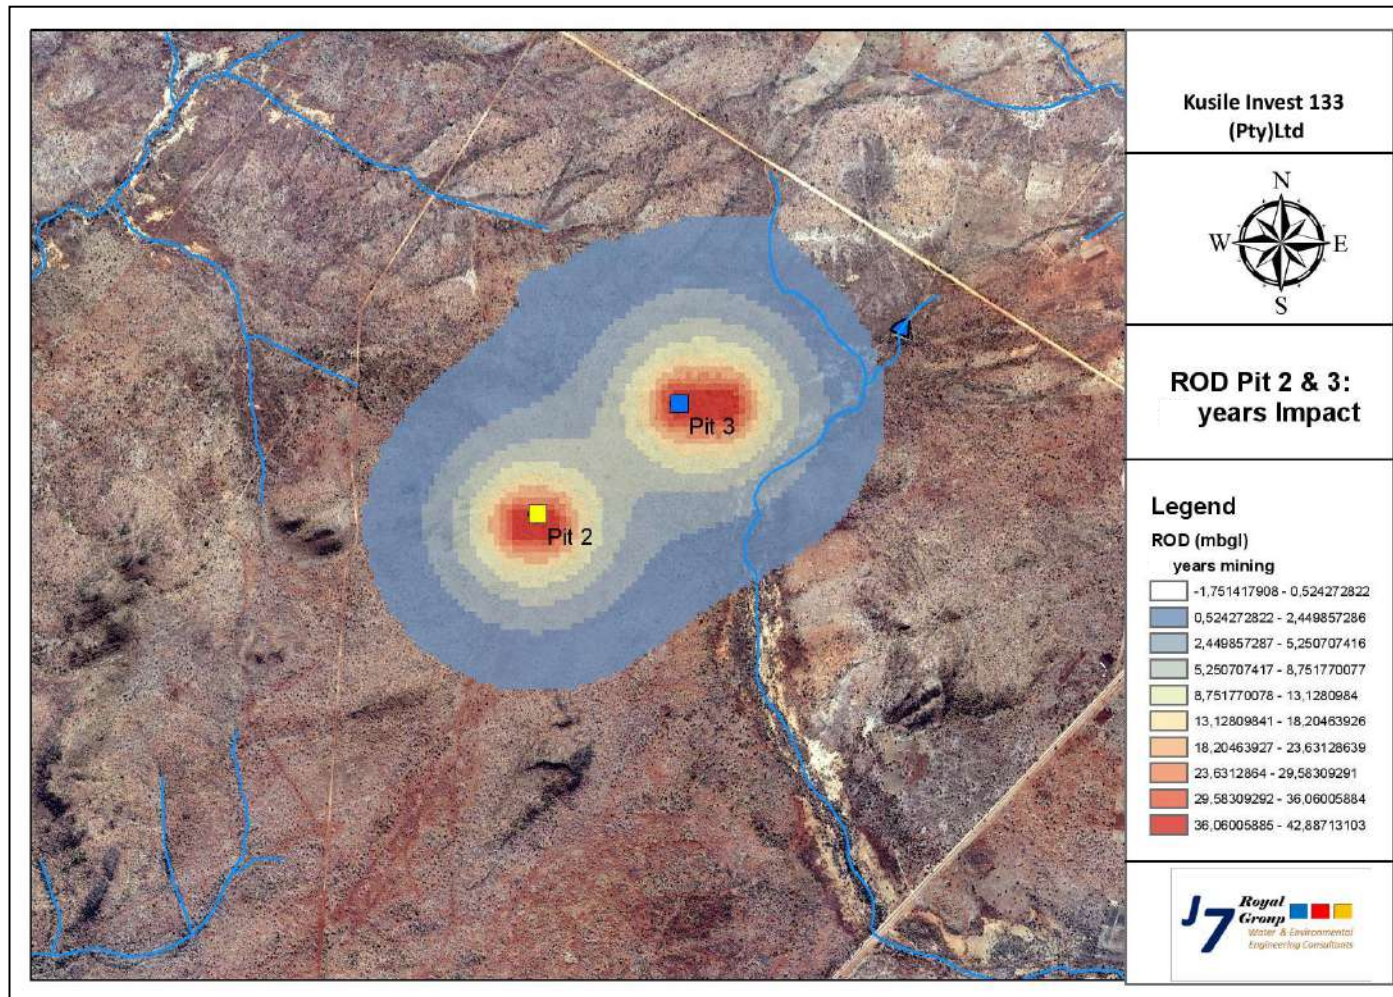 Kusile Invest 133
(Pty)Ltd
N
W
E
S
ROD Pit 2 & 3:
years Impact
Legend
ROD (mbgl)
years mining
-1,751417908 - 0,524272822
0,524272822 - 2,449857286
2,449857287 - 5,250707416
5,250707417 - 8,751770077
8,751770078 - 13,1280984
13,12809841 - 18,20463926
18,20463927 - 23,63128639
23,6312864 - 29,58309291
29,58309292 - 36,06005884
36,06005885 - 42,88713103
Pit 3
Pit 2
J7 Royal
Group
Water & Environmental
Engineering Consultants